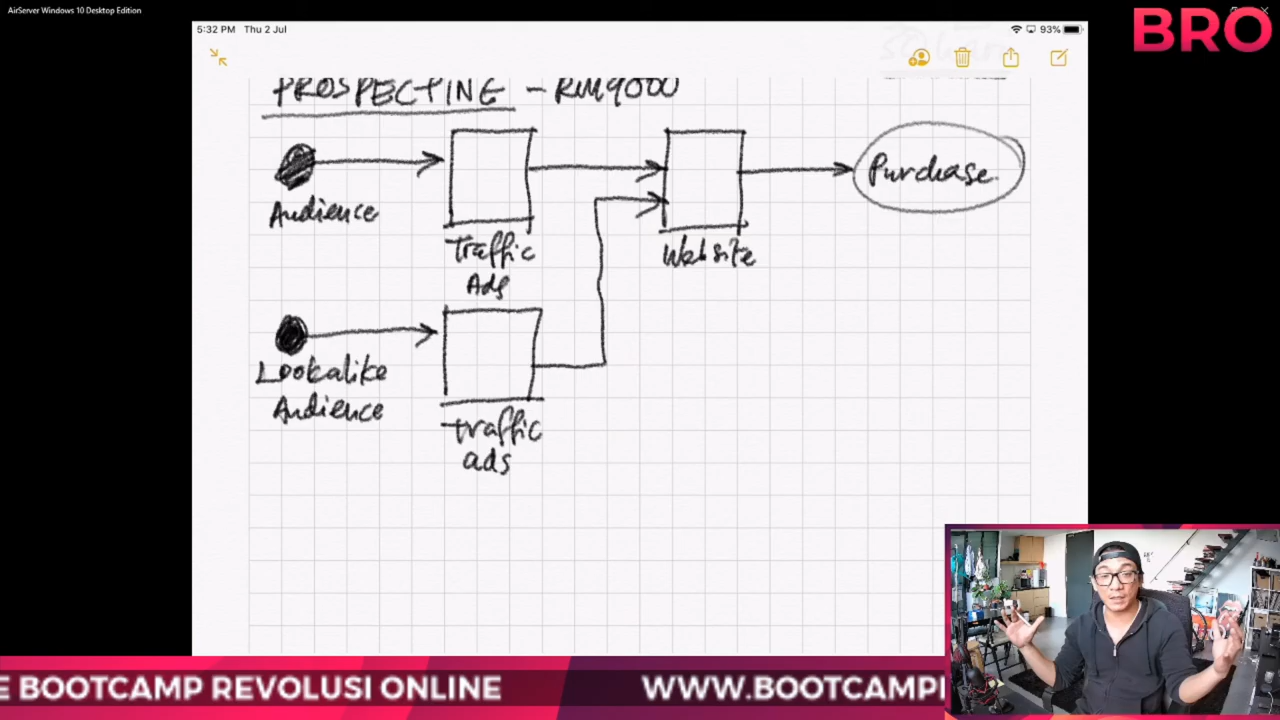 AirServer Windows 10 Desktop Edition
BRO
5:32 PM Thu 2 Jul
93%
PROSPECTING - RM9000
Audience
Traffic
Ads
Website
Purchase
Lookalike
Audience
traffic
ads
E BOOTCAMP REVOLUSI ONLINE
WWW.BOOTCAMP